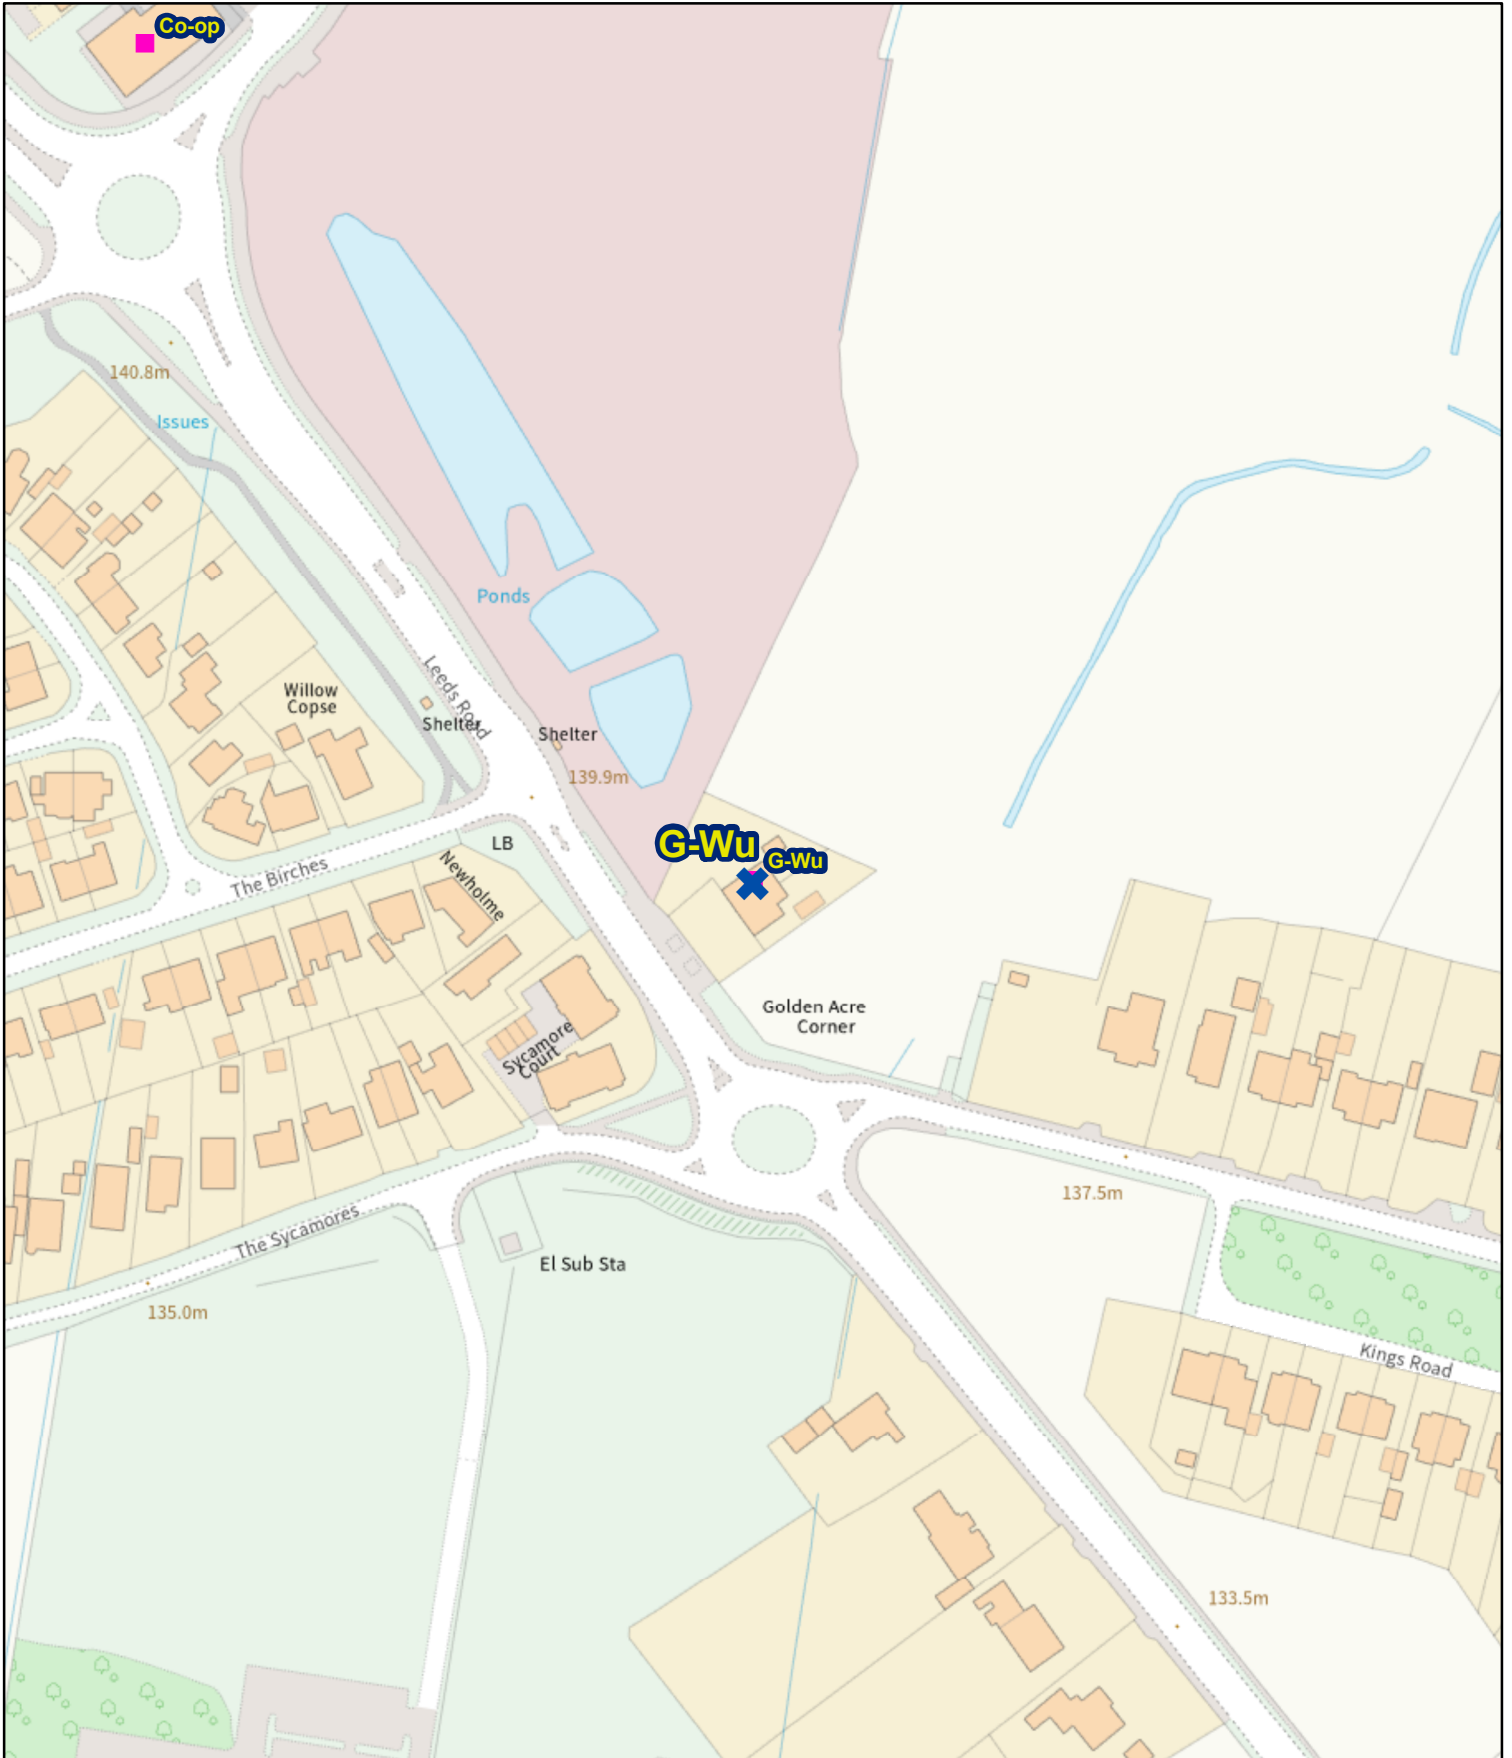 Co-op
140.8m
Issues
Ponds
Leeds Road
Willow
Copse
Shelter
Shelter
139.9m
LB
G-Wu
G-Wu
The Birches
Newholme
Golden Acre
Corner
Sycamore
Court
137.5m
The Sycamores
El Sub Sta
135.0m
Kings Road
133.5m